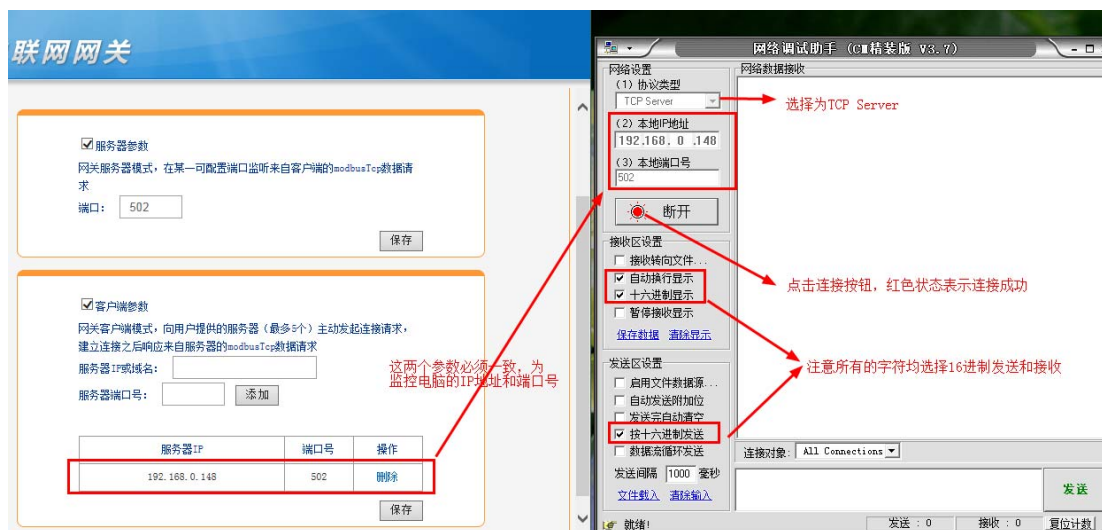 联网网关
服务器参数
网关服务器模式，在某一可配置端口监听来自客户端的modbusTcp数据请
求
端口： 502
保存
客户端参数
网关客户端模式，向用户提供的服务器（最多5个）主动发起连接请求，
建立连接之后响应来自服务器的modbusTcp数据请求
服务器IP或域名：
服务器端口号： 添加
这两个参数必须一致，为
监控电脑的IP地址和端口号
服务器IP 端口号 操作
192.168.0.148 502 删除
保存
网络调试助手 (CⅢ精装版 V3.7)
网络设置
(1) 协议类型
TCP Server
(2) 本地IP地址
192.168. 0 .148
(3) 本地端口号
502
断开
接收区设置
接收转向文件...
自动换行显示
十六进制显示
暂停接收显示
保存数据 清除显示
发送区设置
启用文件数据源...
自动发送附加位
发送完自动清空
按十六进制发送
数据流循环发送
发送间隔 1000 毫秒
文件载入 清除输入
就绪!
网络数据接收
选择为TCP Server
点击连接按钮，红色状态表示连接成功
注意所有的字符均选择16进制发送和接收
连接对象: All Connections
发送
发送 : 0 接收 : 0 复位计数